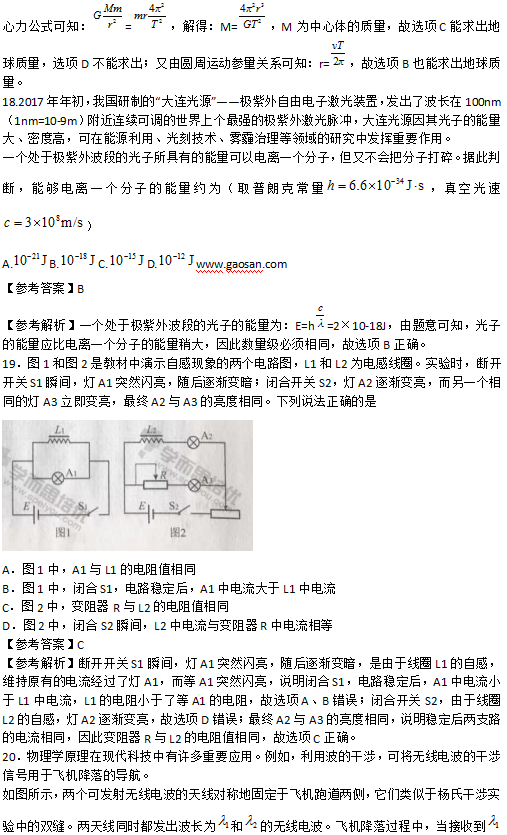 心力公式可知：G Mm/r² = mr 4π²/T² ，解得：M= 4π²r³/GT² ，M 为中心体的质量，故选项 C 能求出地
球质量，选项 D 不能求出；又由圆周运动参量关系可知：r= vT/2π ，故选项 B 也能求出地球质
量。
18.2017 年年初，我国研制的“大连光源”——极紫外自由电子激光装置，发出了波长在 100nm
（1nm=10-9m）附近连续可调的世界上个最强的极紫外激光脉冲，大连光源因其光子的能量
大、密度高，可在能源利用、光刻技术、雾霾治理等领域的研究中发挥重要作用。
一个处于极紫外波段的光子所具有的能量可以电离一个分子，但又不会把分子打碎。据此判
断，能够电离一个分子的能量约为（取普朗克常量 h = 6.6×10⁻³⁴ J·s ，真空光速
c = 3×10⁸ m/s ）
A.10⁻²¹ J B.10⁻¹⁸ J C.10⁻¹⁵ J D.10⁻¹² J www.gaosan.com
【参考答案】B
【参考解析】一个处于极紫外波段的光子的能量为：E=h c/λ =2×10-18J，由题意可知，光子
的能量应比电离一个分子的能量稍大，因此数量级必须相同，故选项 B 正确。
19．图 1 和图 2 是教材中演示自感现象的两个电路图，L1 和 L2 为电感线圈。实验时，断开
开关 S1 瞬间，灯 A1 突然闪亮，随后逐渐变暗；闭合开关 S2，灯 A2 逐渐变亮，而另一个相
同的灯 A3 立即变亮，最终 A2 与 A3 的亮度相同。下列说法正确的是
L₁
A₁
E
S₁
图1
L₂
A₂
R
A₃
E
S₂
图2
A．图 1 中，A1 与 L1 的电阻值相同
B．图 1 中，闭合 S1，电路稳定后，A1 中电流大于 L1 中电流
C．图 2 中，变阻器 R 与 L2 的电阻值相同
D．图 2 中，闭合 S2 瞬间，L2 中电流与变阻器 R 中电流相等
【参考答案】C
【参考解析】断开开关 S1 瞬间，灯 A1 突然闪亮，随后逐渐变暗，是由于线圈 L1 的自感，
维持原有的电流经过了灯 A1，而等 A1 突然闪亮，说明闭合 S1，电路稳定后，A1 中电流小
于 L1 中电流，L1 的电阻小于了等 A1 的电阻，故选项 A、B 错误；闭合开关 S2，由于线圈
L2 的自感，灯 A2 逐渐变亮，故选项 D 错误；最终 A2 与 A3 的亮度相同，说明稳定后两支路
的电流相同，因此变阻器 R 与 L2 的电阻值相同，故选项 C 正确。
20．物理学原理在现代科技中有许多重要应用。例如，利用波的干涉，可将无线电波的干涉
信号用于飞机降落的导航。
如图所示，两个可发射无线电波的天线对称地固定于飞机跑道两侧，它们类似于杨氏干涉实
验中的双缝。两天线同时都发出波长为 λ₁ 和 λ₂ 的无线电波。飞机降落过程中，当接收到 λ₁